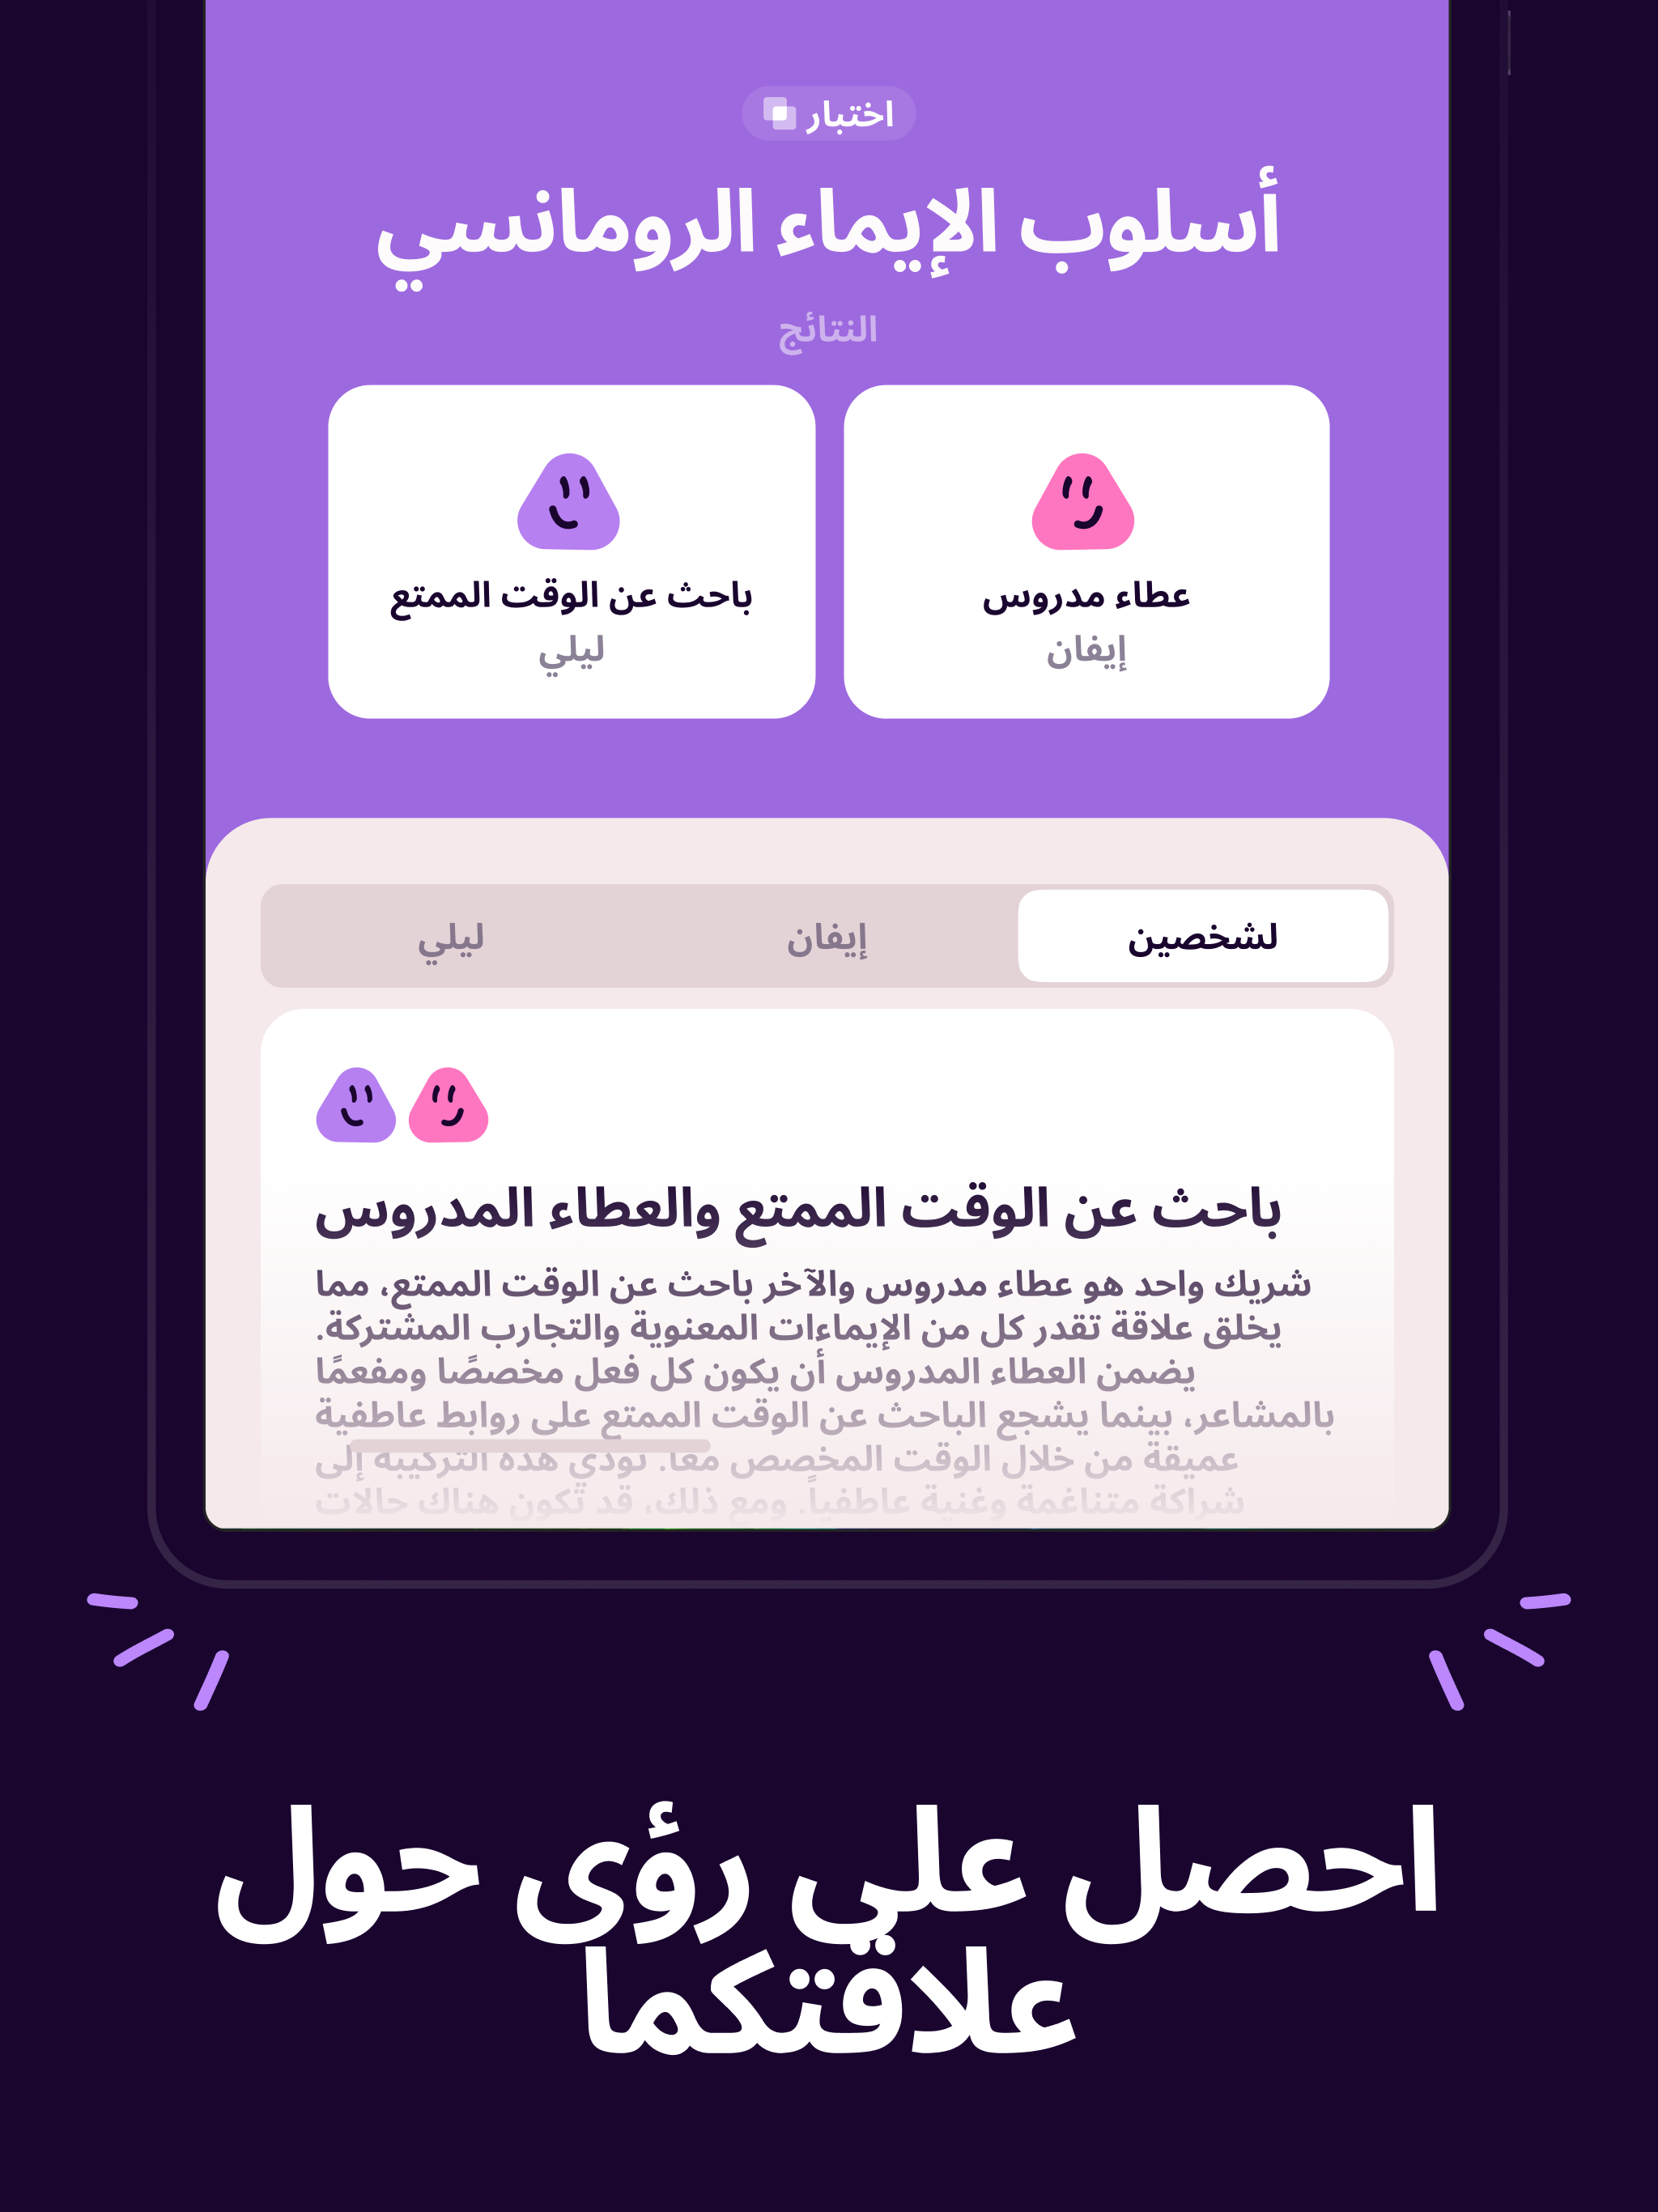 اختبار
أسلوب الإيماء الرومانسي
النتائج
عطاء مدروس
إيفان
باحث عن الوقت الممتع
ليلي
لشخصين
إيفان
ليلي
باحث عن الوقت الممتع والعطاء المدروس
شريك واحد هو عطاء مدروس والآخر باحث عن الوقت الممتع، مما
يخلق علاقة تقدر كل من الإيماءات المعنوية والتجارب المشتركة.
يضمن العطاء المدروس أن يكون كل فعل مخصصًا ومفعمًا
بالمشاعر، بينما يشجع الباحث عن الوقت الممتع على روابط عاطفية
عميقة من خلال الوقت المخصص معًا. تؤدي هذه التركيبة إلى
شراكة متناغمة وغنية عاطفياً. ومع ذلك، قد تكون هناك حالات
احصل علي رؤى حول
علاقتكما